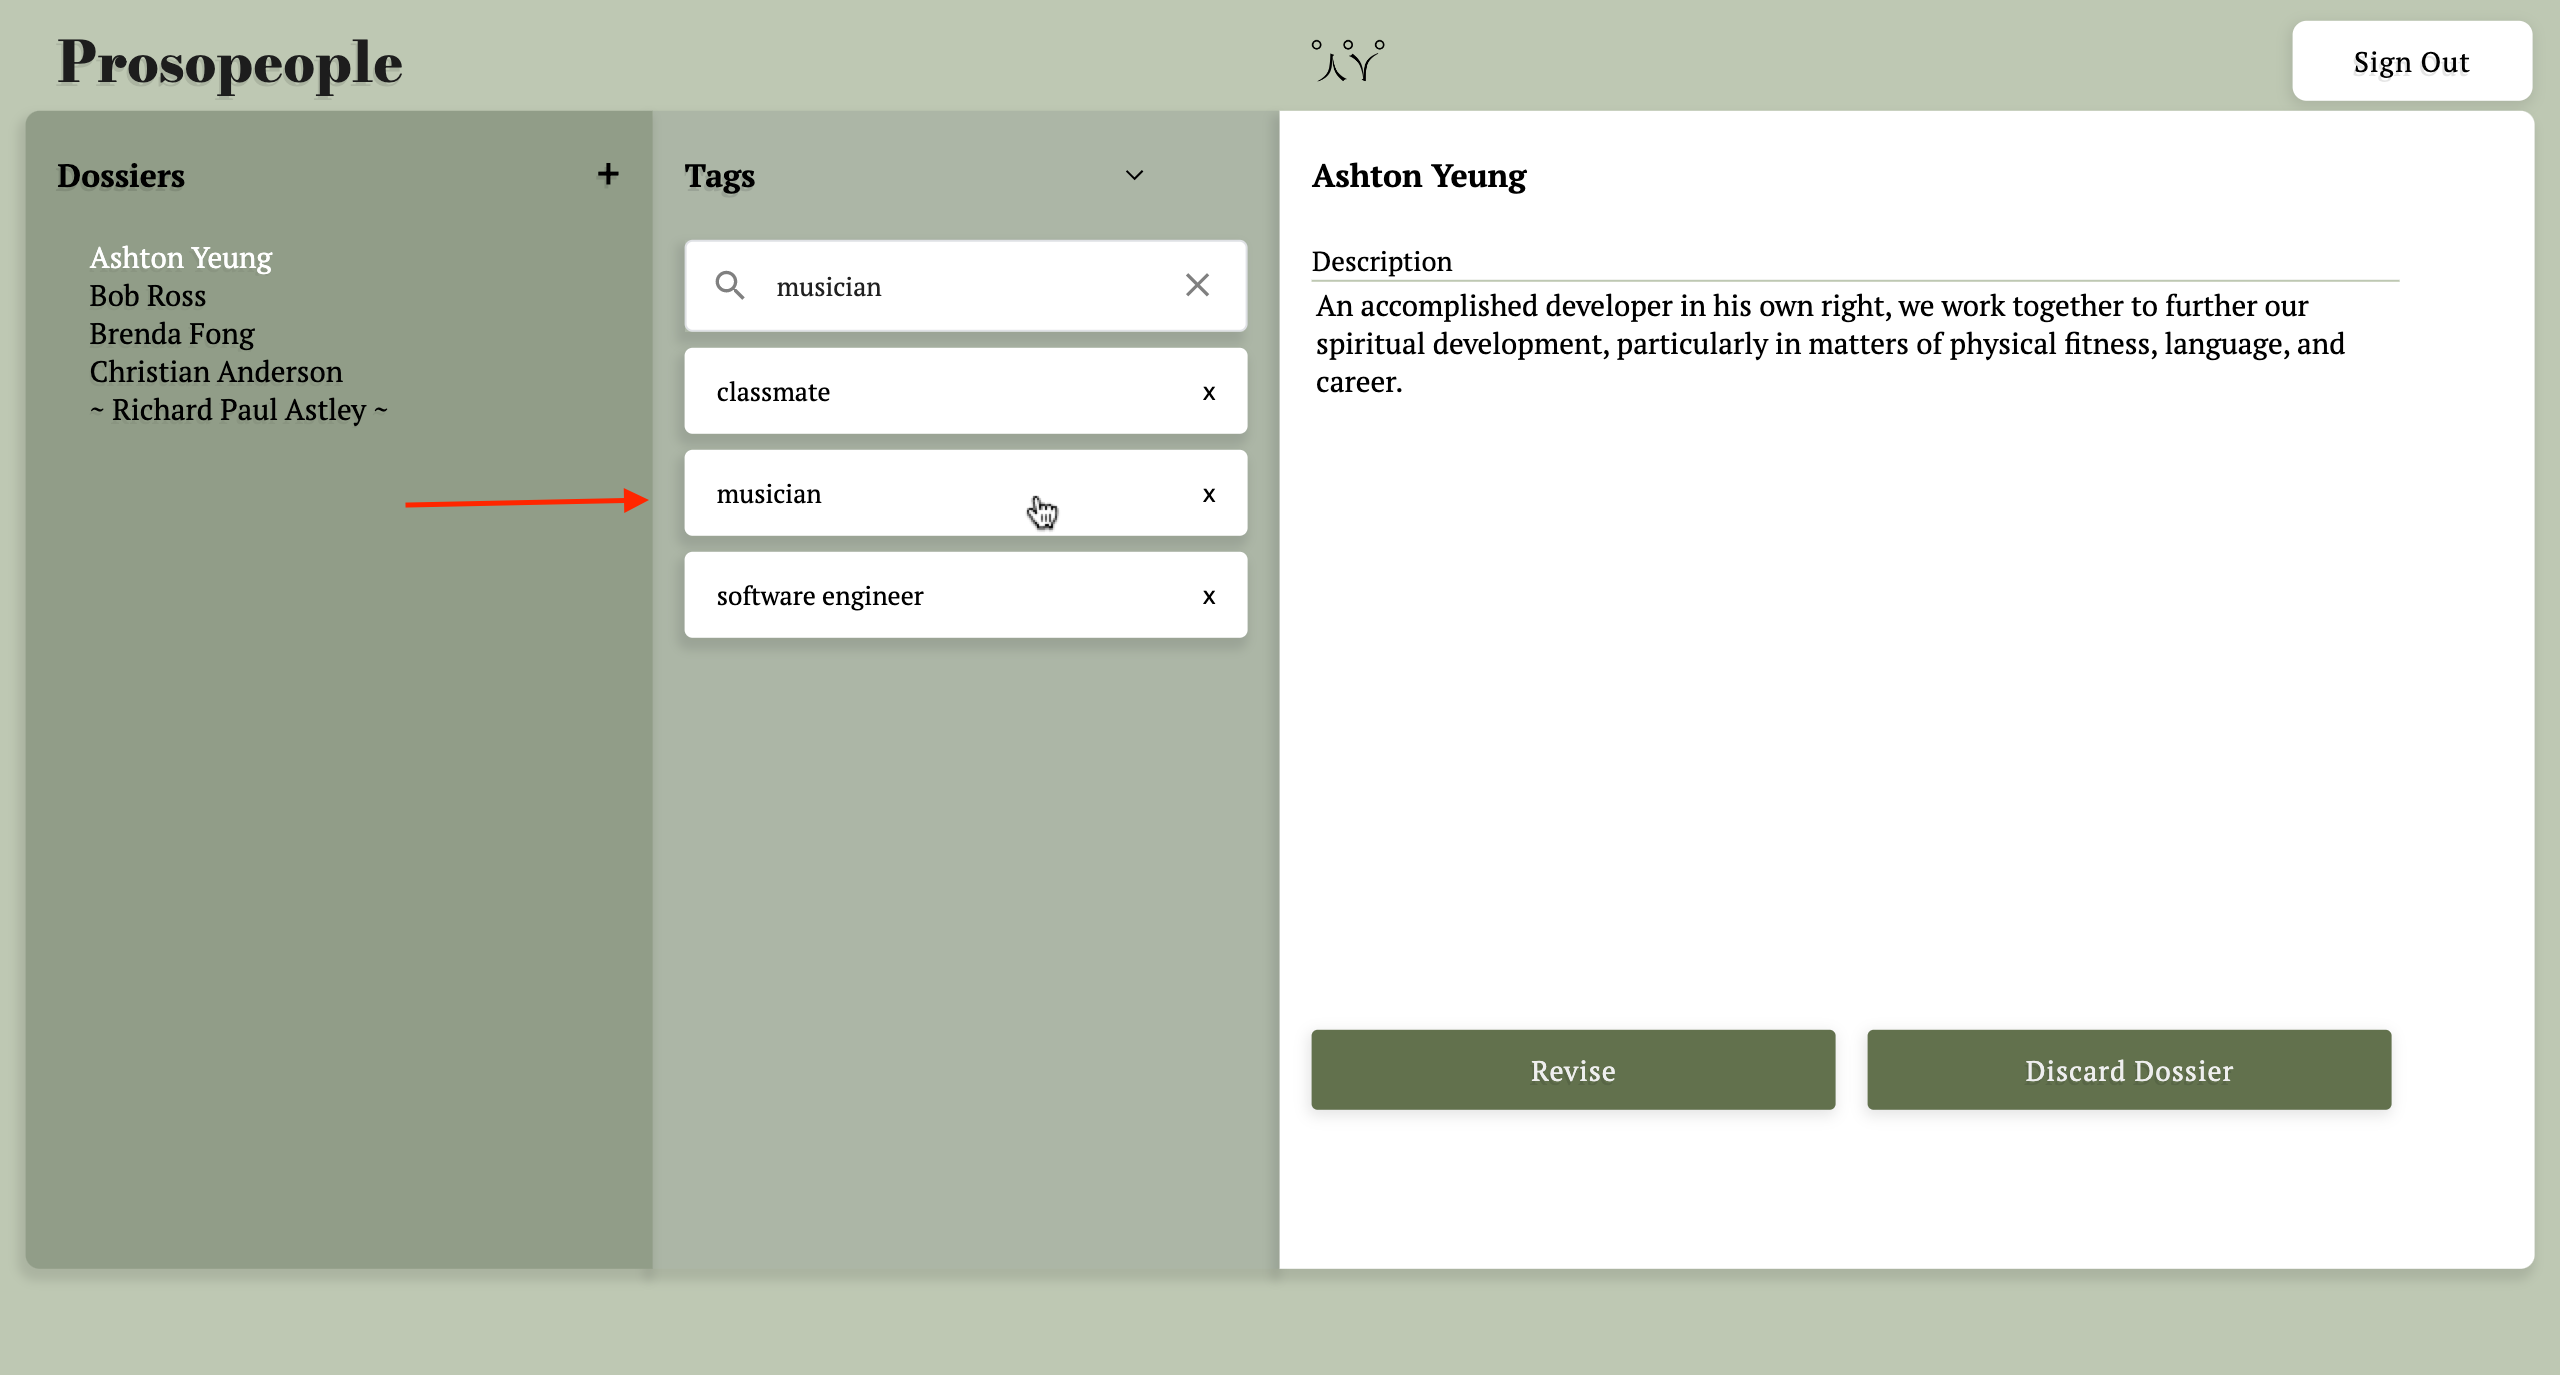 Prosopeople
Sign Out
Dossiers +
Ashton Yeung
Bob Ross
Brenda Fong
Christian Anderson
~ Richard Paul Astley ~
Tags
musician
classmate x
musician x
software engineer x
Ashton Yeung
Description
An accomplished developer in his own right, we work together to further our
spiritual development, particularly in matters of physical fitness, language, and
career.
Revise
Discard Dossier